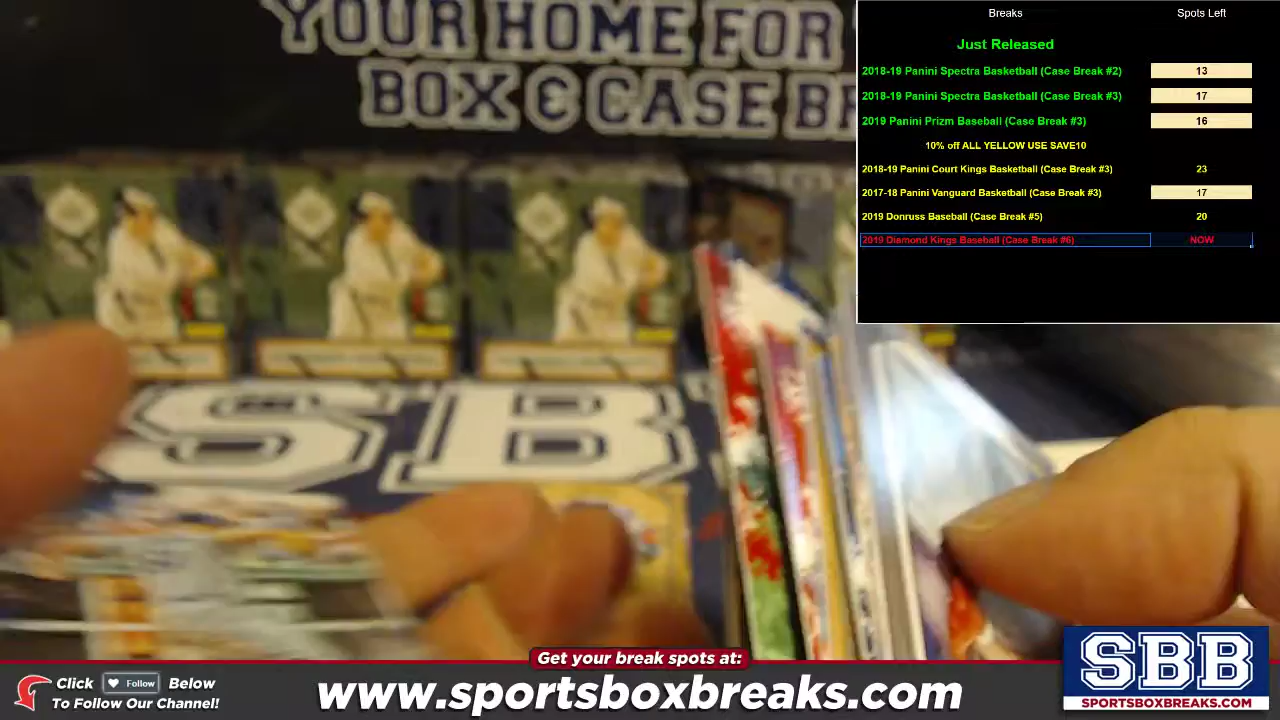 YOUR HOME FOR
BOX & CASE BR
SB
Breaks Spots Left
Just Released
2018-19 Panini Spectra Basketball (Case Break #2) 13
2018-19 Panini Spectra Basketball (Case Break #3) 17
2019 Panini Prizm Baseball (Case Break #3) 16
10% off ALL YELLOW USE SAVE10
2018-19 Panini Court Kings Basketball (Case Break #3) 23
2017-18 Panini Vanguard Basketball (Case Break #3) 17
2019 Donruss Baseball (Case Break #5) 20
2019 Diamond Kings Baseball (Case Break #6) NOW
Get your break spots at:
Click Follow Below
To Follow Our Channel!
www.sportsboxbreaks.com
SBB
SPORTSBOXBREAKS.COM